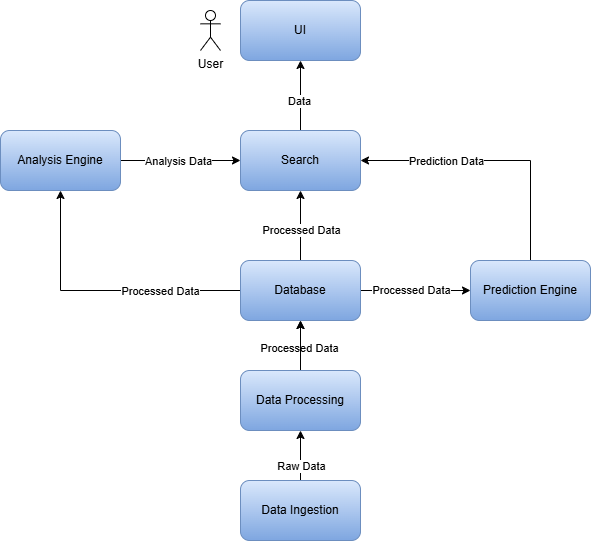 UI
User
Data
Analysis Engine
Analysis Data
Search
Prediction Data
Processed Data
Processed Data
Database
Processed Data
Prediction Engine
Processed Data
Data Processing
Raw Data
Data Ingestion